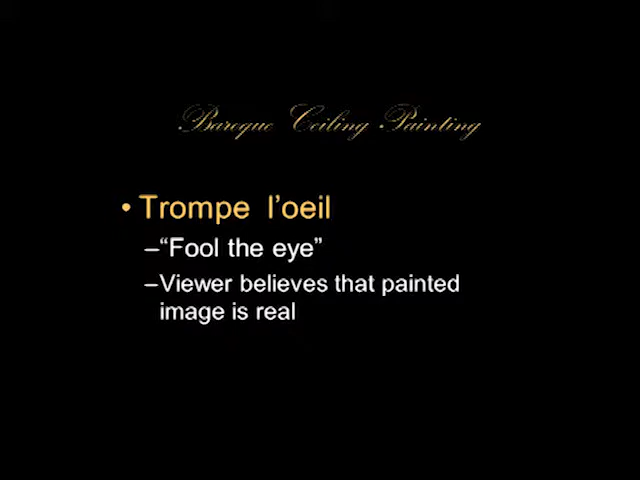 Baroque Ceiling Painting
• Trompe l’oeil
–“Fool the eye”
–Viewer believes that painted
image is real